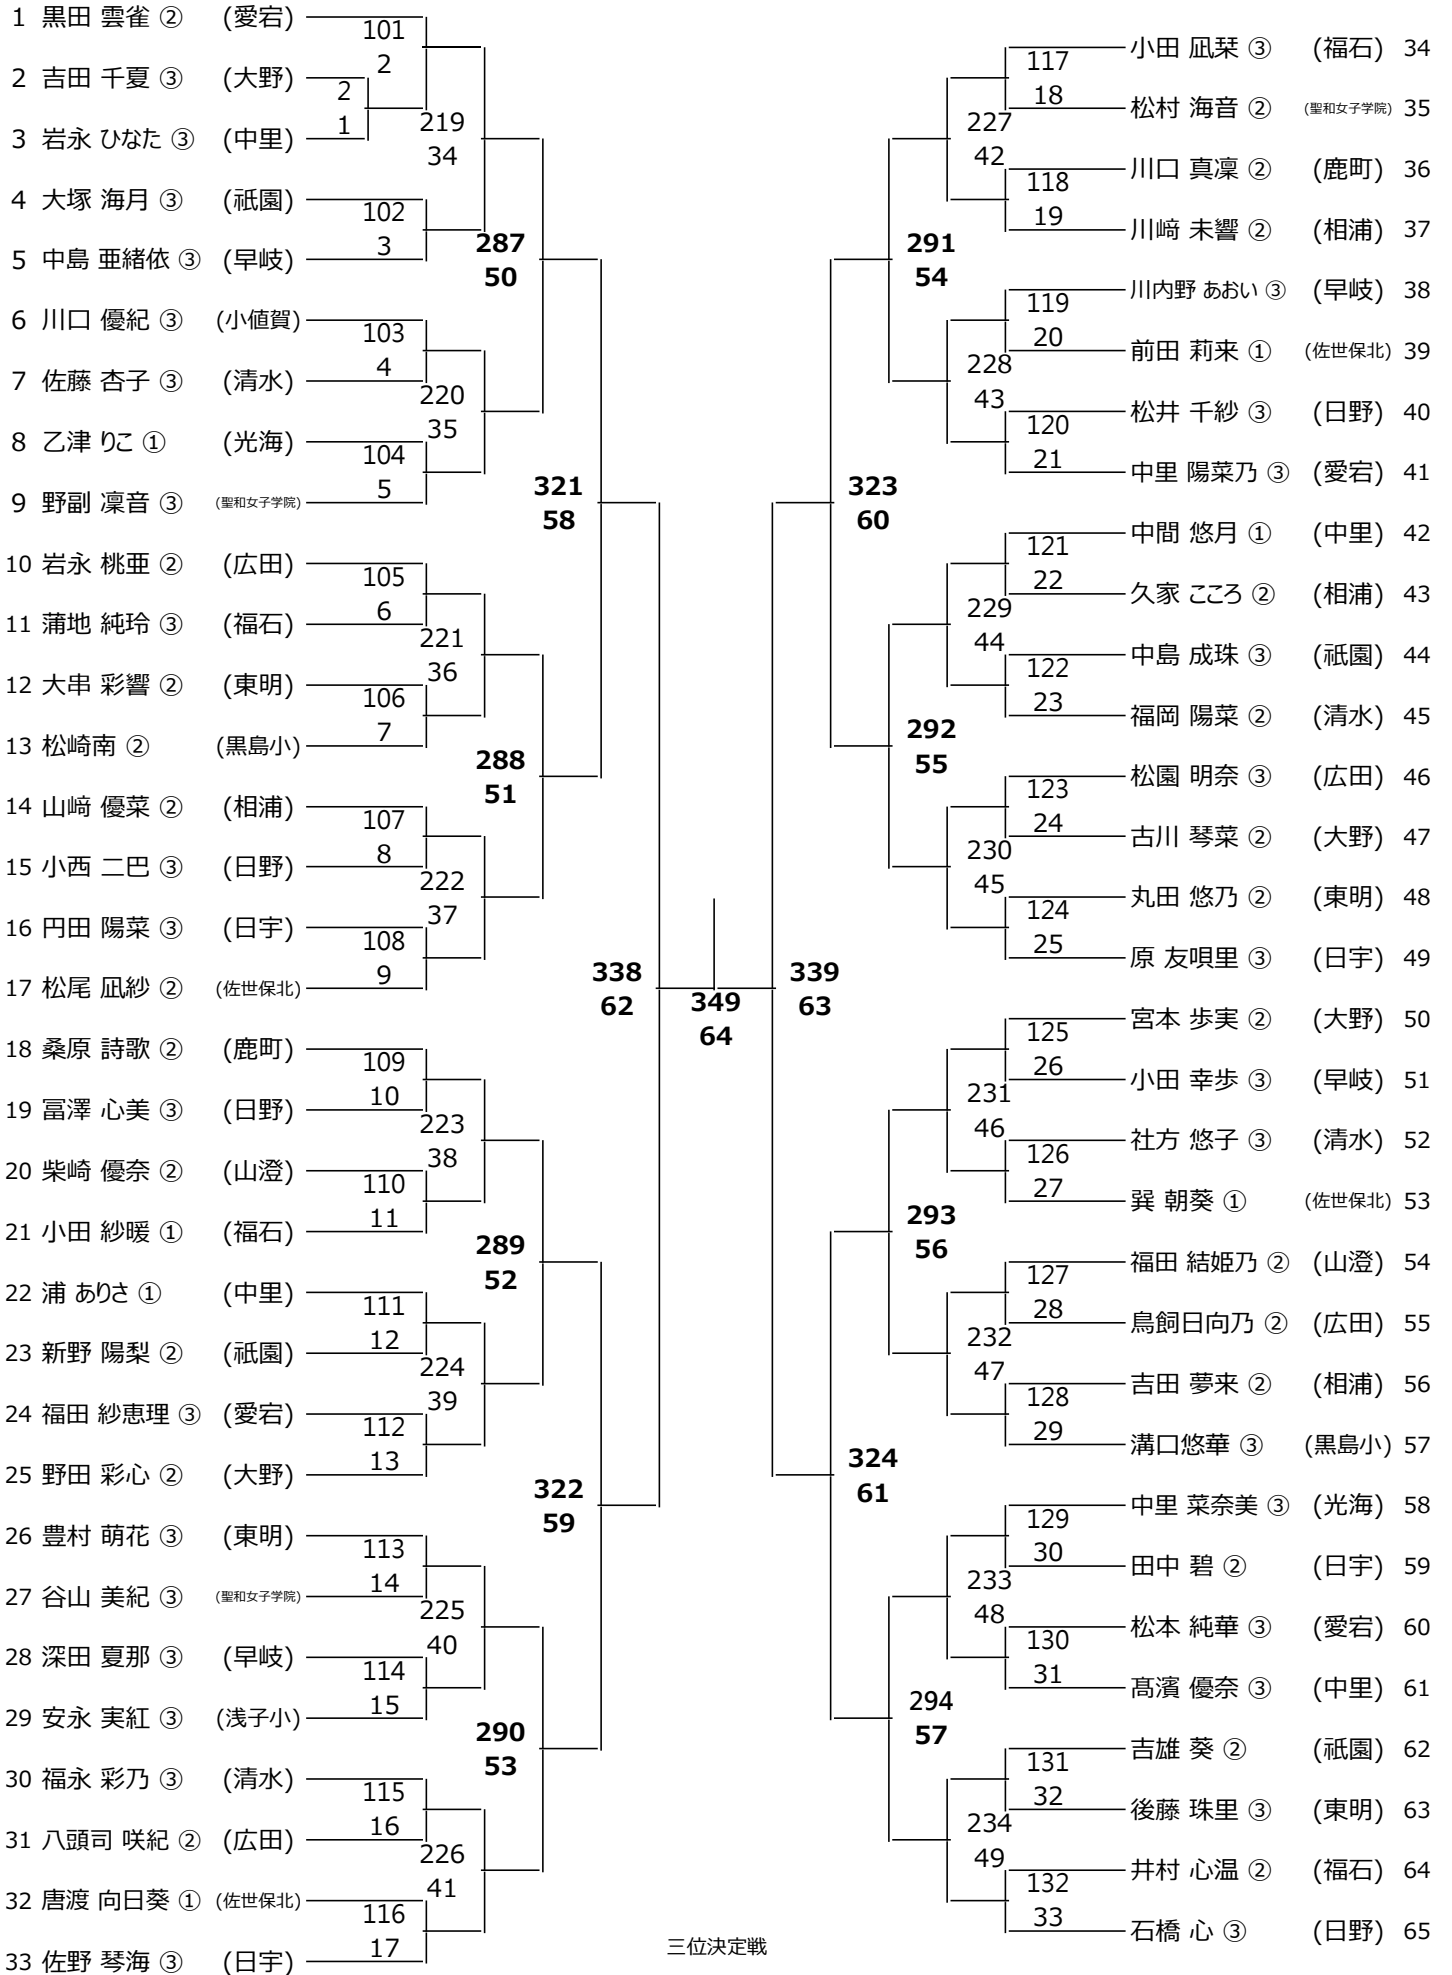 1 黒田 雲雀 ② (愛宕)
2 吉田 千夏 ③ (大野)
3 岩永 ひなた ③ (中里)
4 大塚 海月 ③ (祇園)
5 中島 亜緒依 ③ (早岐)
6 川口 優紀 ③ (小値賀)
7 佐藤 杏子 ③ (清水)
8 乙津 りこ ① (光海)
9 野副 凜音 ③ (聖和女子学院)
10 岩永 桃亜 ② (広田)
11 蒲地 純玲 ③ (福石)
12 大串 彩響 ② (東明)
13 松崎南 ② (黒島小)
14 山﨑 優菜 ② (相浦)
15 小西 二巴 ③ (日野)
16 円田 陽菜 ③ (日宇)
17 松尾 凪紗 ② (佐世保北)
18 桑原 詩歌 ② (鹿町)
19 冨澤 心美 ③ (日野)
20 柴崎 優奈 ② (山澄)
21 小田 紗暖 ① (福石)
22 浦 ありさ ① (中里)
23 新野 陽梨 ② (祇園)
24 福田 紗恵理 ③ (愛宕)
25 野田 彩心 ② (大野)
26 豊村 萌花 ③ (東明)
27 谷山 美紀 ③ (聖和女子学院)
28 深田 夏那 ③ (早岐)
29 安永 実紅 ③ (浅子小)
30 福永 彩乃 ③ (清水)
31 八頭司 咲紀 ② (広田)
32 唐渡 向日葵 ① (佐世保北)
33 佐野 琴海 ③ (日宇)
2
1
101
2
102
3
103
4
104
5
105
6
106
7
107
8
108
9
109
10
110
11
111
12
112
13
113
14
114
15
115
16
116
17
219
34
220
35
221
36
222
37
223
38
224
39
225
40
226
41
287
50
288
51
289
52
290
53
321
58
322
59
338
62
349
64
339
63
323
60
324
61
291
54
292
55
293
56
294
57
227
42
228
43
229
44
230
45
231
46
232
47
233
48
234
49
117
18
118
19
119
20
120
21
121
22
122
23
123
24
124
25
125
26
126
27
127
28
128
29
129
30
130
31
131
32
132
33
小田 凪栞 ③ (福石) 34
松村 海音 ② (聖和女子学院) 35
川口 真凜 ② (鹿町) 36
川﨑 未響 ② (相浦) 37
川内野 あおい ③ (早岐) 38
前田 莉来 ① (佐世保北) 39
松井 千紗 ③ (日野) 40
中里 陽菜乃 ③ (愛宕) 41
中間 悠月 ① (中里) 42
久家 こころ ② (相浦) 43
中島 成珠 ③ (祇園) 44
福岡 陽菜 ② (清水) 45
松園 明奈 ③ (広田) 46
古川 琴菜 ② (大野) 47
丸田 悠乃 ② (東明) 48
原 友唄里 ③ (日宇) 49
宮本 歩実 ② (大野) 50
小田 幸歩 ③ (早岐) 51
社方 悠子 ③ (清水) 52
巽 朝葵 ① (佐世保北) 53
福田 結姫乃 ② (山澄) 54
鳥飼日向乃 ② (広田) 55
吉田 夢来 ② (相浦) 56
溝口悠華 ③ (黒島小) 57
中里 菜奈美 ③ (光海) 58
田中 碧 ② (日宇) 59
松本 純華 ③ (愛宕) 60
髙濱 優奈 ③ (中里) 61
吉雄 葵 ② (祇園) 62
後藤 珠里 ③ (東明) 63
井村 心温 ② (福石) 64
石橋 心 ③ (日野) 65
三位決定戦